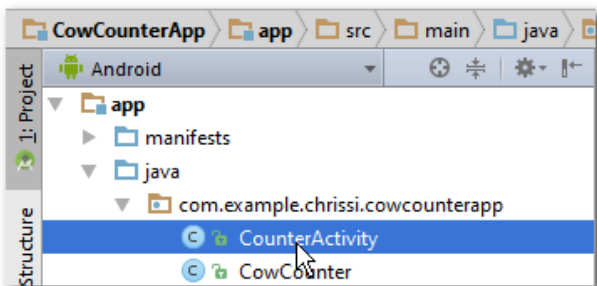 CowCounterApp app src main java
1: Project
Android
app
manifests
java
com.example.chrissi.cowcounterapp
C CounterActivity
C CowCounter
Structure